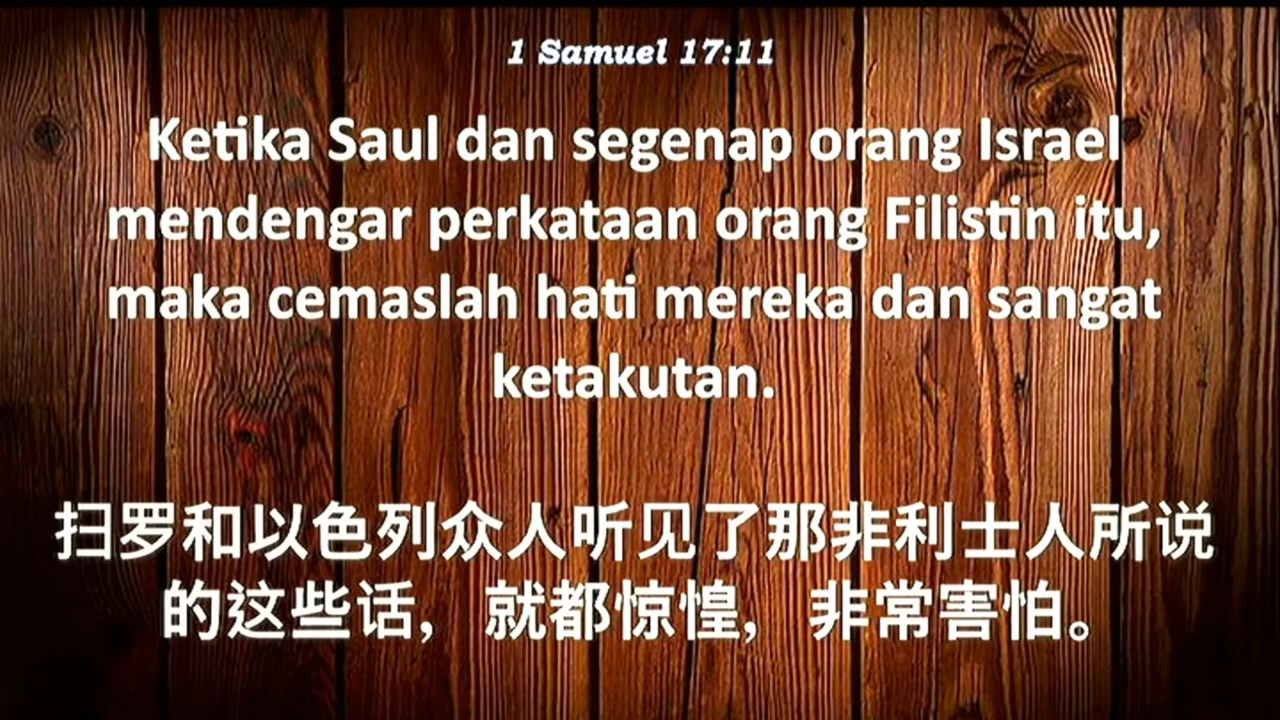 1 Samuel 17:11
Ketika Saul dan segenap orang Israel
mendengar perkataan orang Filistin itu,
maka cemaslah hati mereka dan sangat
ketakutan.
扫罗和以色列众人听见了那非利士人所说
的这些话，就都惊惶，非常害怕。